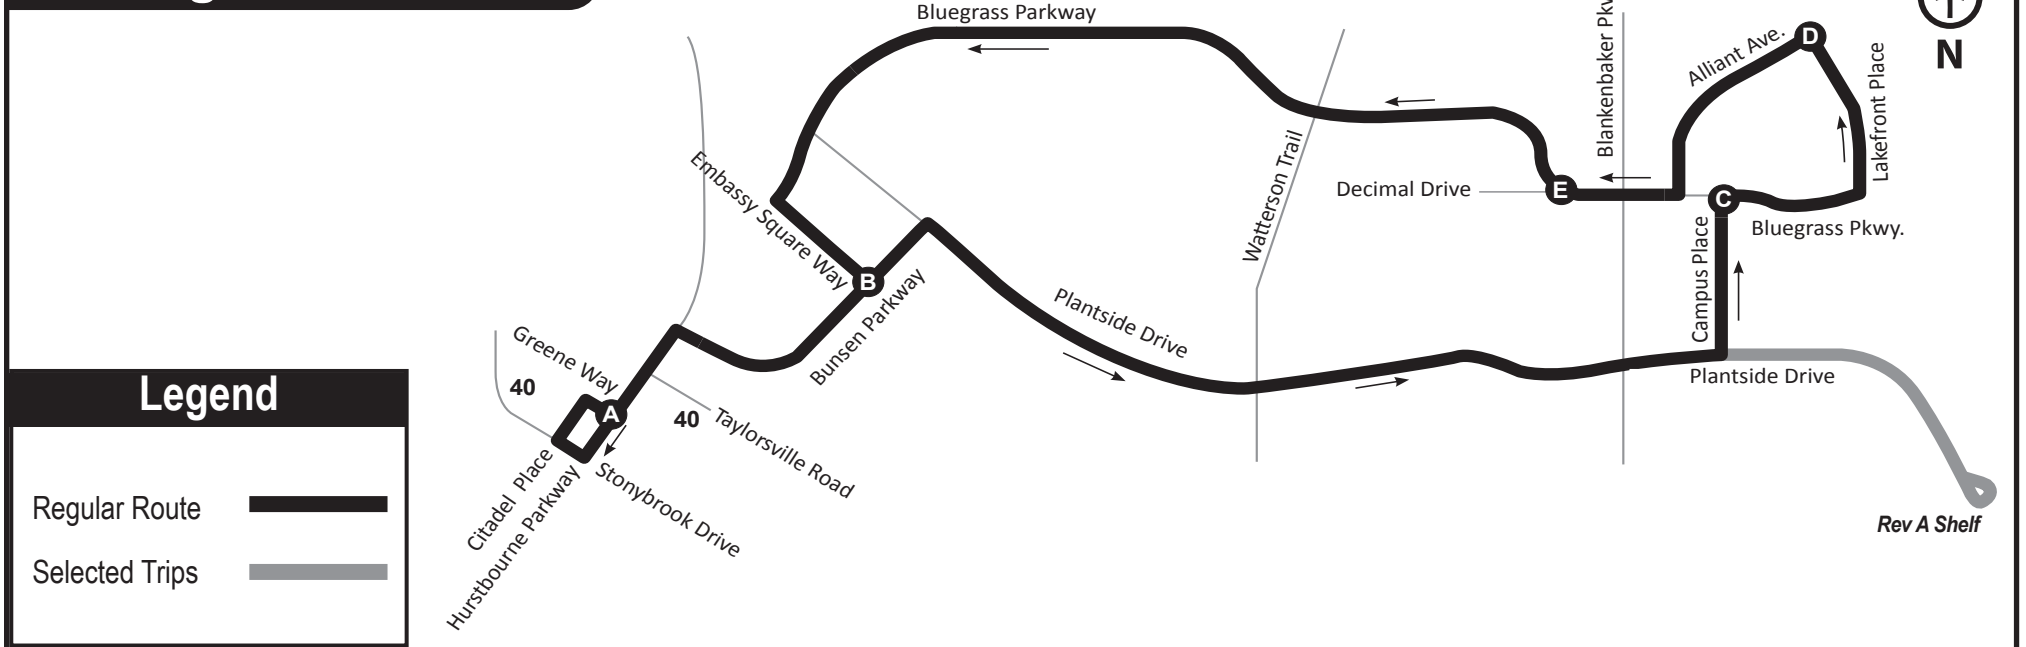 Bluegrass Parkway
Blankenbaker
Alliant Ave.
D
Lakefront Place
N
Embassy Square Way
Watterson Trail
Decimal Drive
E
C
Bluegrass Pkwy.
Campus Place
B
Bunsen Parkway
Plantside Drive
Plantside Drive
Greene Way
40
A
40
Taylorsville Road
Citadel Place
Stonybrook Drive
Hurstbourne Parkway
Rev A Shelf
Legend
Regular Route
Selected Trips